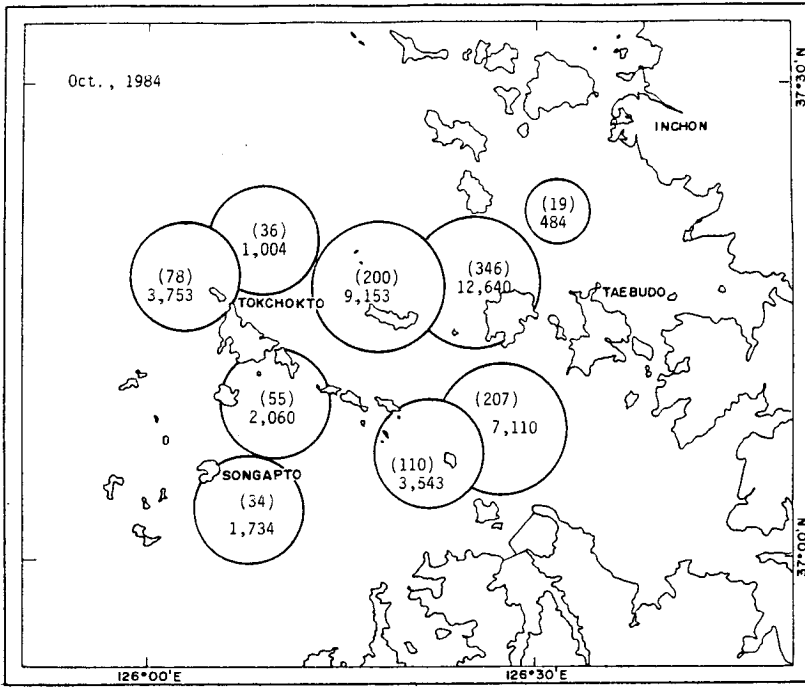 Oct., 1984
37°30'N
INCHON
(19)
484
(36)
1,004
(78)
3,753
(200)
9,153
(346)
12,640
TOKCHOKTO
TAEBUDO
(55)
2,060
(207)
7,110
(110)
3,543
SONGAPTO
(34)
1,734
37°00'N
126°00'E
126°30'E